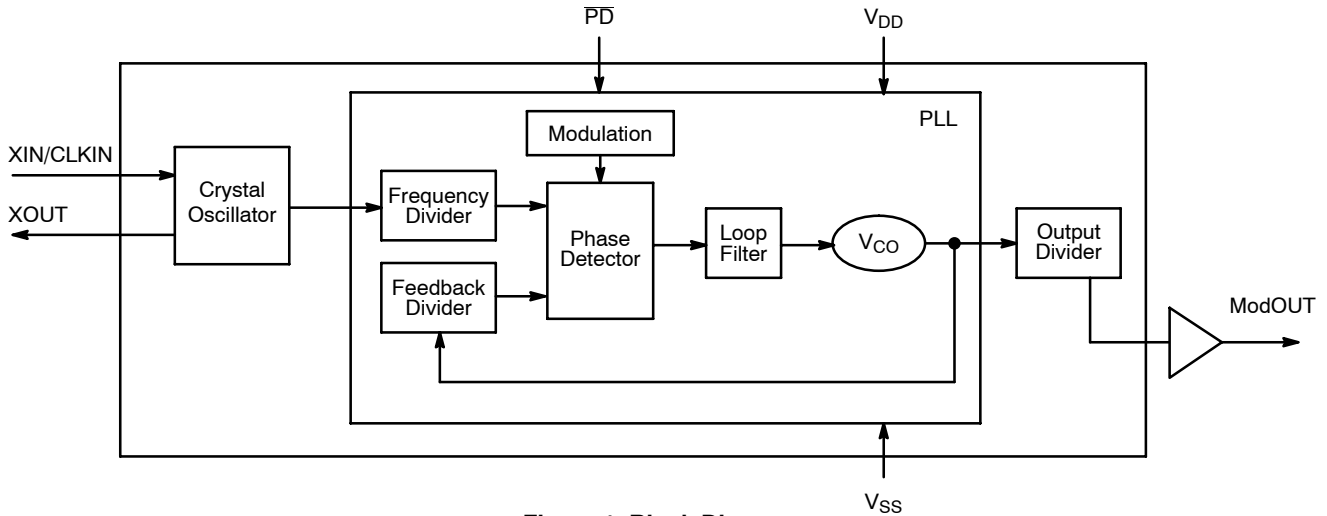 PD
VDD
PLL
Modulation
XIN/CLKIN
Crystal
Oscillator
XOUT
Frequency
Divider
Phase
Detector
Loop
Filter
VCO
Output
Divider
Feedback
Divider
ModOUT
VSS